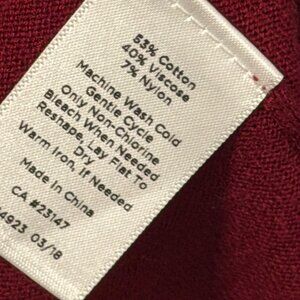 53% Cotton
40% Viscose
7% Nylon
Machine Wash Cold
Gentle Cycle
Only Non-Chlorine
Bleach When Needed
Reshape, Lay Flat To
Dry
Warm Iron, If Needed
Made in China
CA #23147
4923 03/18